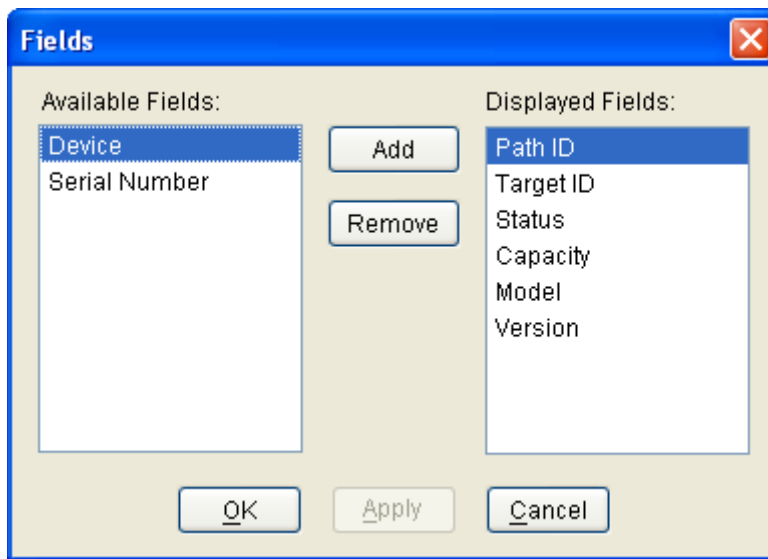 Fields
Available Fields:
Device
Serial Number
Add
Remove
Displayed Fields:
Path ID
Target ID
Status
Capacity
Model
Version
OK
Apply
Cancel